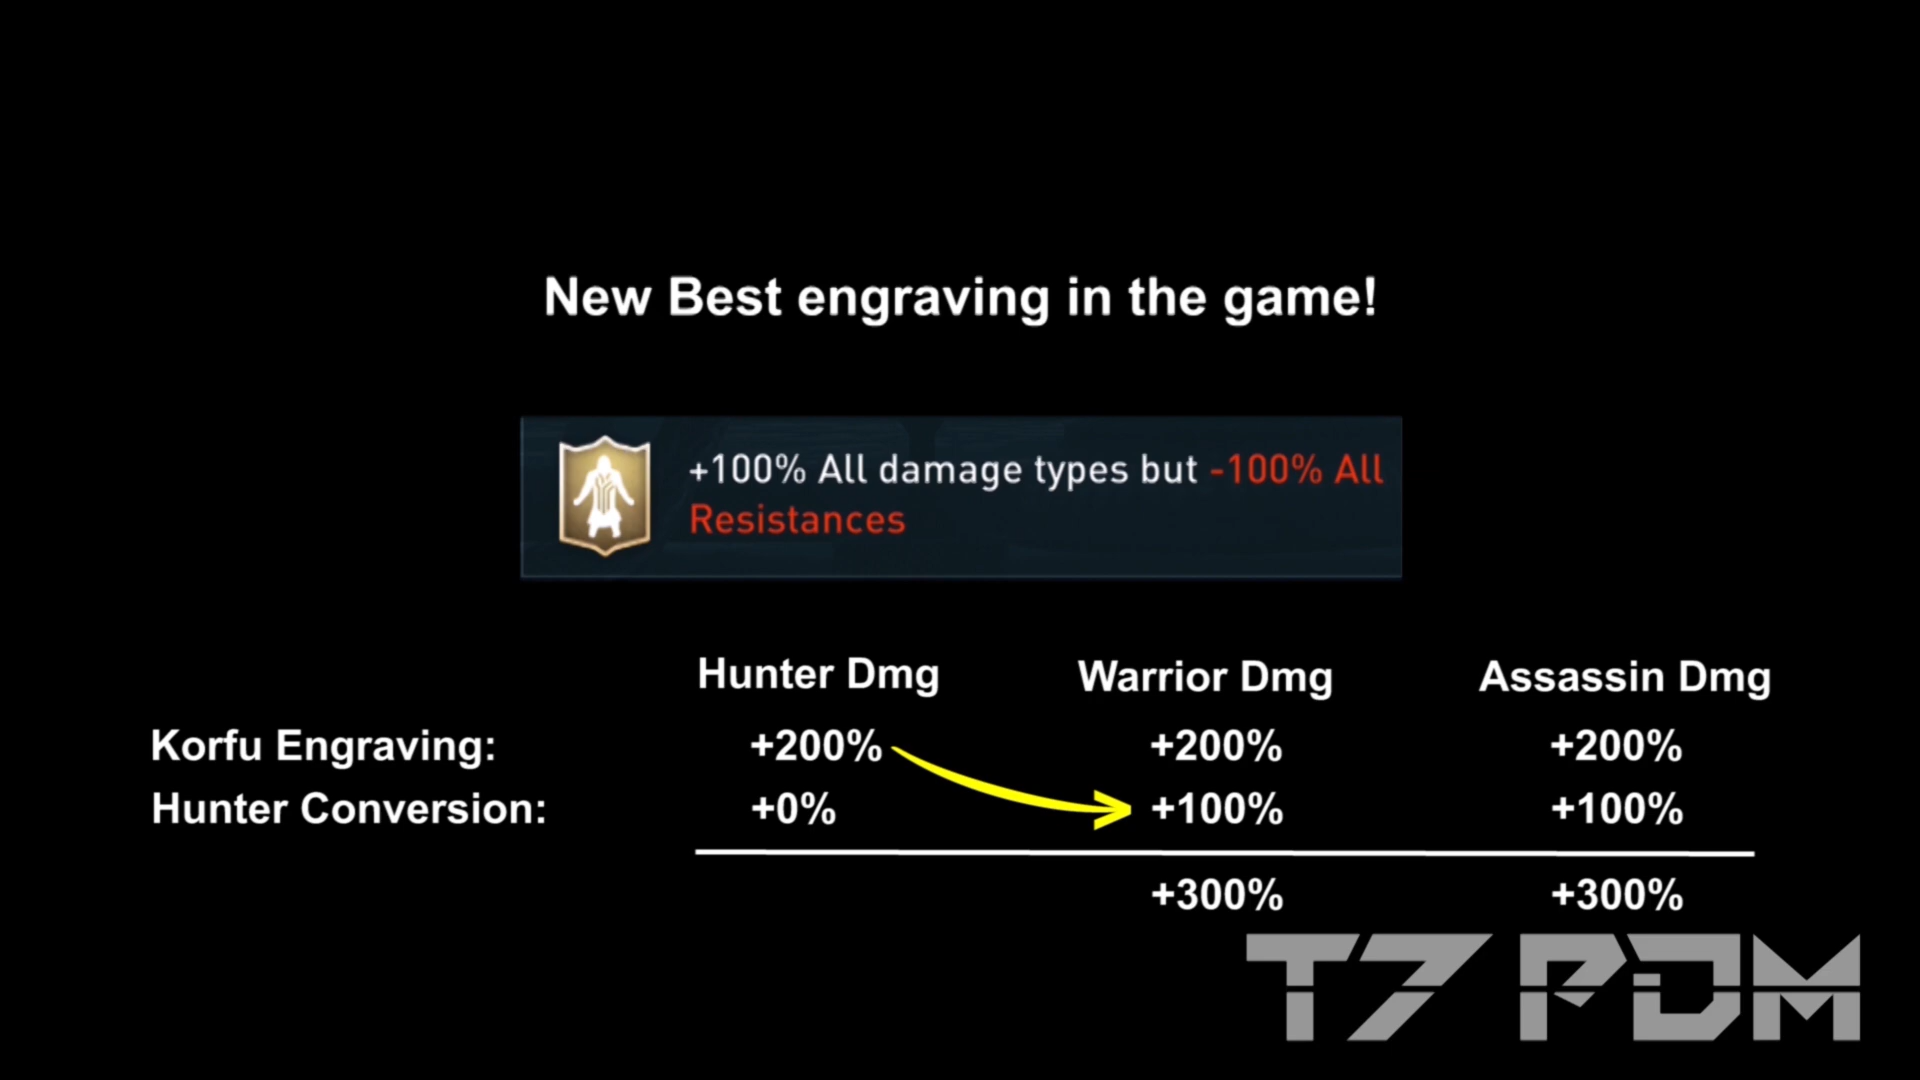 New Best engraving in the game!
+100% All damage types but -100% All
Resistances
Hunter Dmg Warrior Dmg Assassin Dmg
Korfu Engraving: +200% +200% +200%
Hunter Conversion: +0% +100% +100%
+300% +300%
T7 PDM